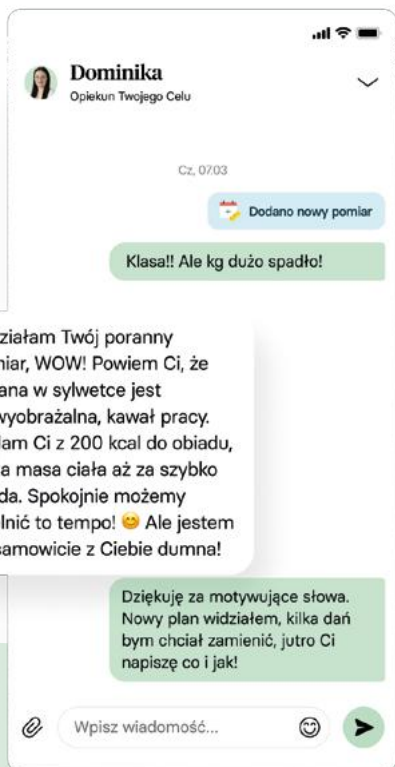 Dominika
Opiekun Twojego Celu
Cz, 07.03
Dodano nowy pomiar
Klasa!! Ale kg dużo spadło!
działam Twój poranny
miar, WOW! Powiem Ci, że
ana w sylwetce jest
wyobrażalna, kawał pracy.
łam Ci z 200 kcal do obiadu,
a masa ciała aż za szybko
da. Spokojnie możemy
lnić to tempo! 😊 Ale jestem
samowicie z Ciebie dumna!
Dziękuję za motywujące słowa.
Nowy plan widziałem, kilka dań
bym chciał zamienić, jutro Ci
napiszę co i jak!
Wpisz wiadomość...